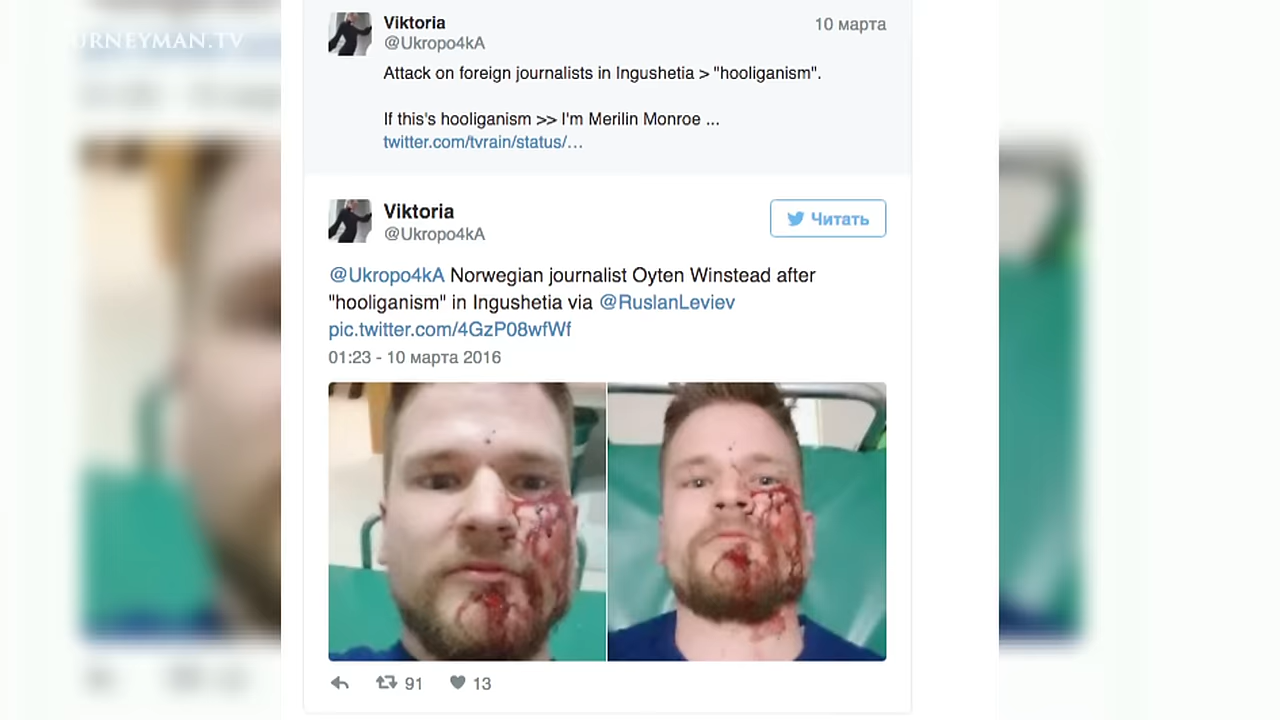 URNEYMAN.TV
Viktoria
10 марта
@Ukropo4kA
Attack on foreign journalists in Ingushetia > "hooliganism".
If this's hooliganism >> I'm Merilin Monroe ...
twitter.com/tvrain/status/…
Viktoria
@Ukropo4kA
Читать
@Ukropo4kA Norwegian journalist Oyten Winstead after
"hooliganism" in Ingushetia via @RuslanLeviev
pic.twitter.com/4GzP08wfWf
01:23 - 10 марта 2016
91
13